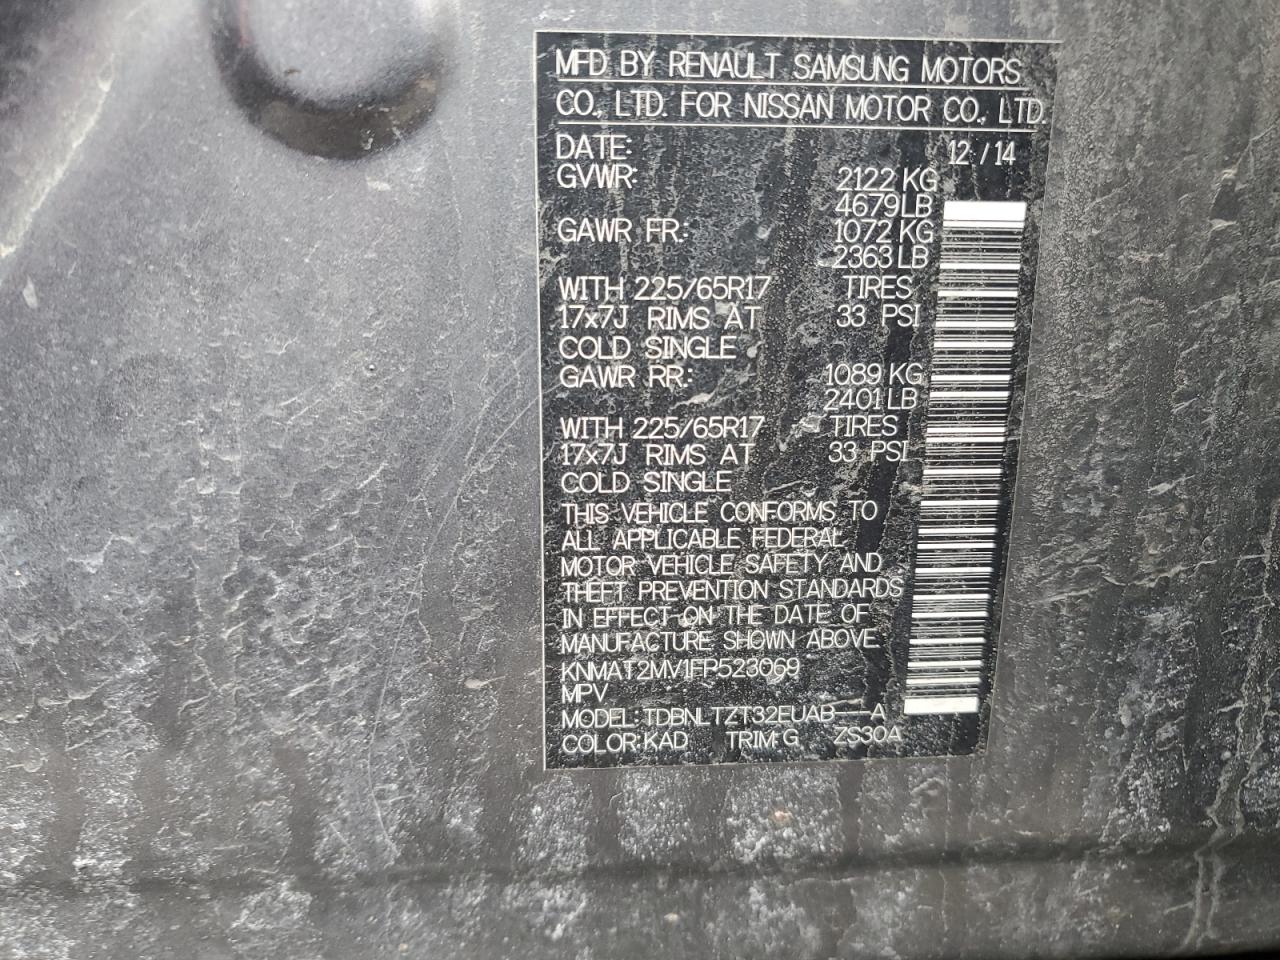 MFD. BY RENAULT SAMSUNG MOTORS
CO., LTD. FOR NISSAN MOTOR CO., LTD.
DATE: 12 / 14
GVWR: 2122 KG
4679 LB
GAWR FR.: 1072 KG
2363 LB
WITH 225/65R17 TIRES
17x7J RIMS AT 33 PSI
COLD SINGLE
GAWR RR.: 1089 KG
2401 LB
WITH 225/65R17 TIRES
17x7J RIMS AT 33 PSI
COLD SINGLE
THIS VEHICLE CONFORMS TO
ALL APPLICABLE FEDERAL
MOTOR VEHICLE SAFETY AND
THEFT PREVENTION STANDARDS
IN EFFECT ON THE DATE OF
MANUFACTURE SHOWN ABOVE
KNMAT2MV1FP523069
MPV
MODEL: TDBNLTZT32EUAB--A
COLOR: KAD TRIM: G ZS30A